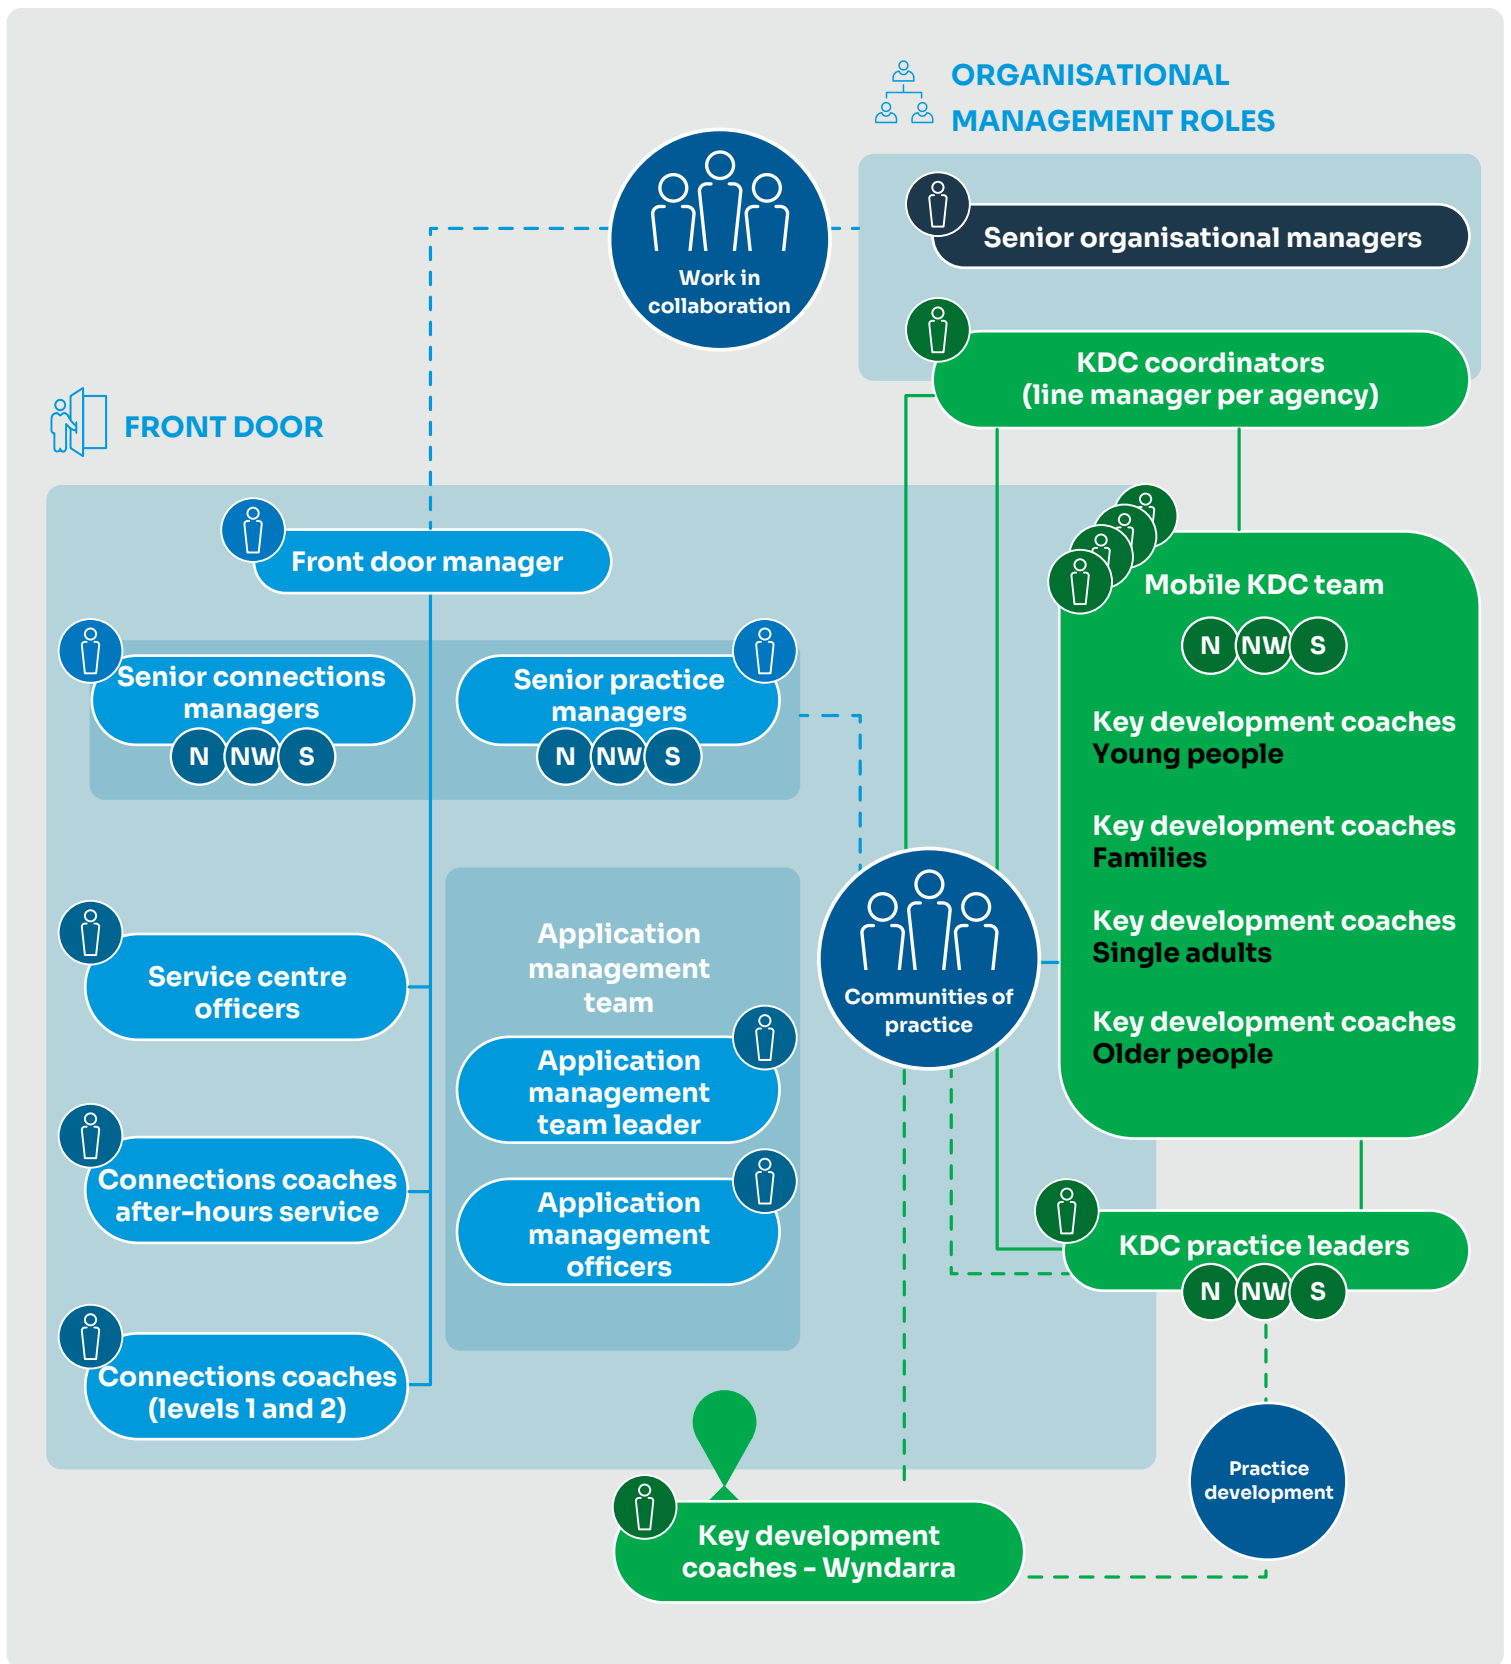 ORGANISATIONAL
MANAGEMENT ROLES
Work in
collaboration
Senior organisational managers
KDC coordinators
(line manager per agency)
FRONT DOOR
Front door manager
Senior connections
managers
N NW S
Senior practice
managers
N NW S
Service centre
officers
Connections coaches
after-hours service
Connections coaches
(levels 1 and 2)
Application
management
team
Application
management
team leader
Application
management
officers
Communities of
practice
Mobile KDC team
N NW S
Key development coaches
Young people
Key development coaches
Families
Key development coaches
Single adults
Key development coaches
Older people
KDC practice leaders
N NW S
Practice
development
Key development
coaches – Wyndarra